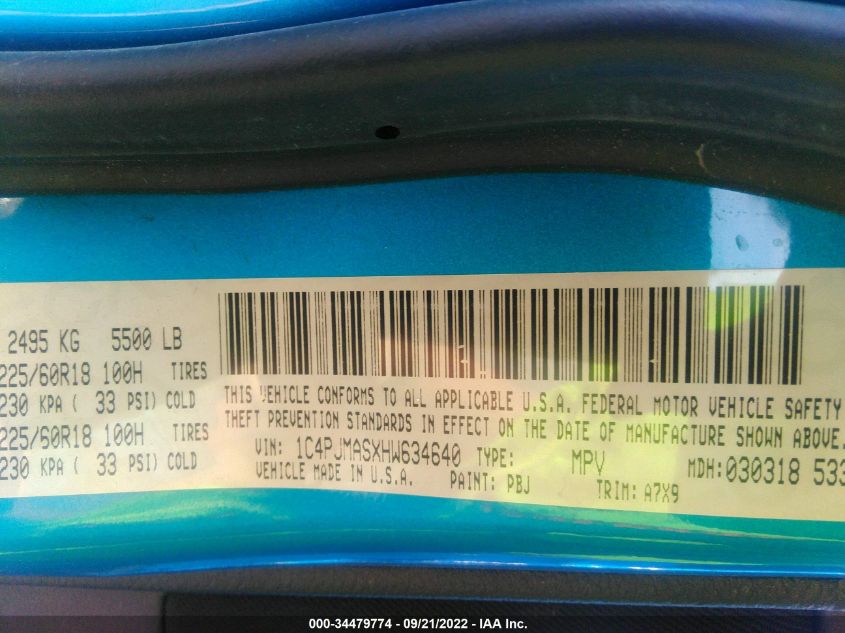 2495 KG 5500 LB
225/60R18 100H TIRES
230 KPA ( 33 PSI) COLD
225/60R18 100H TIRES
230 KPA ( 33 PSI) COLD
THIS VEHICLE CONFORMS TO ALL APPLICABLE U.S.A. FEDERAL MOTOR VEHICLE SAFETY
THEFT PREVENTION STANDARDS IN EFFECT ON THE DATE OF MANUFACTURE SHOWN ABOVE.
VIN: 1C4PJMASXHW634640 TYPE: MPV MDH: 030318 533
VEHICLE MADE IN U.S.A. PAINT: PBJ TRIM: A7X9
000-34479774 - 09/21/2022 - IAA Inc.